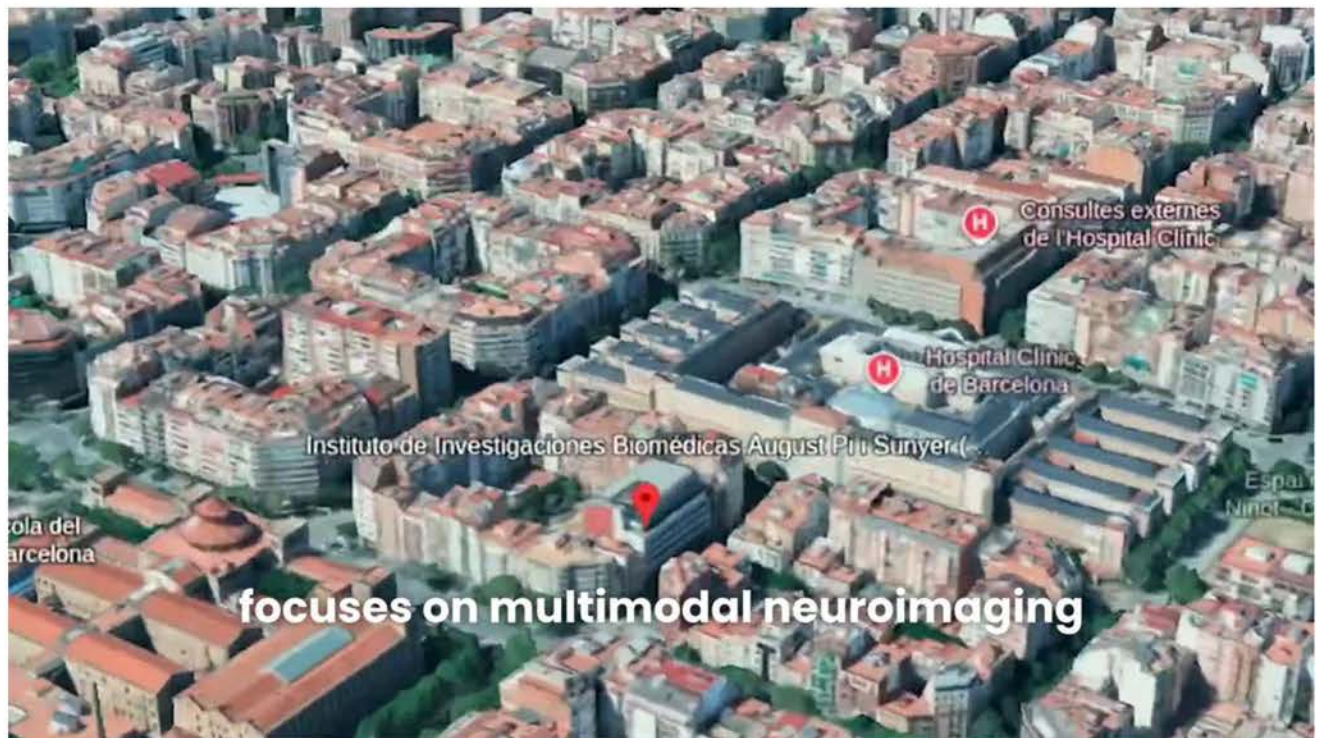 Consultes externes
de l'Hospital Clínic
Hospital Clínic
de Barcelona
Instituto de Investigaciones Biomédicas August Pi i Sunyer (...
Espai
Ninot
cola del
arcelona
focuses on multimodal neuroimaging